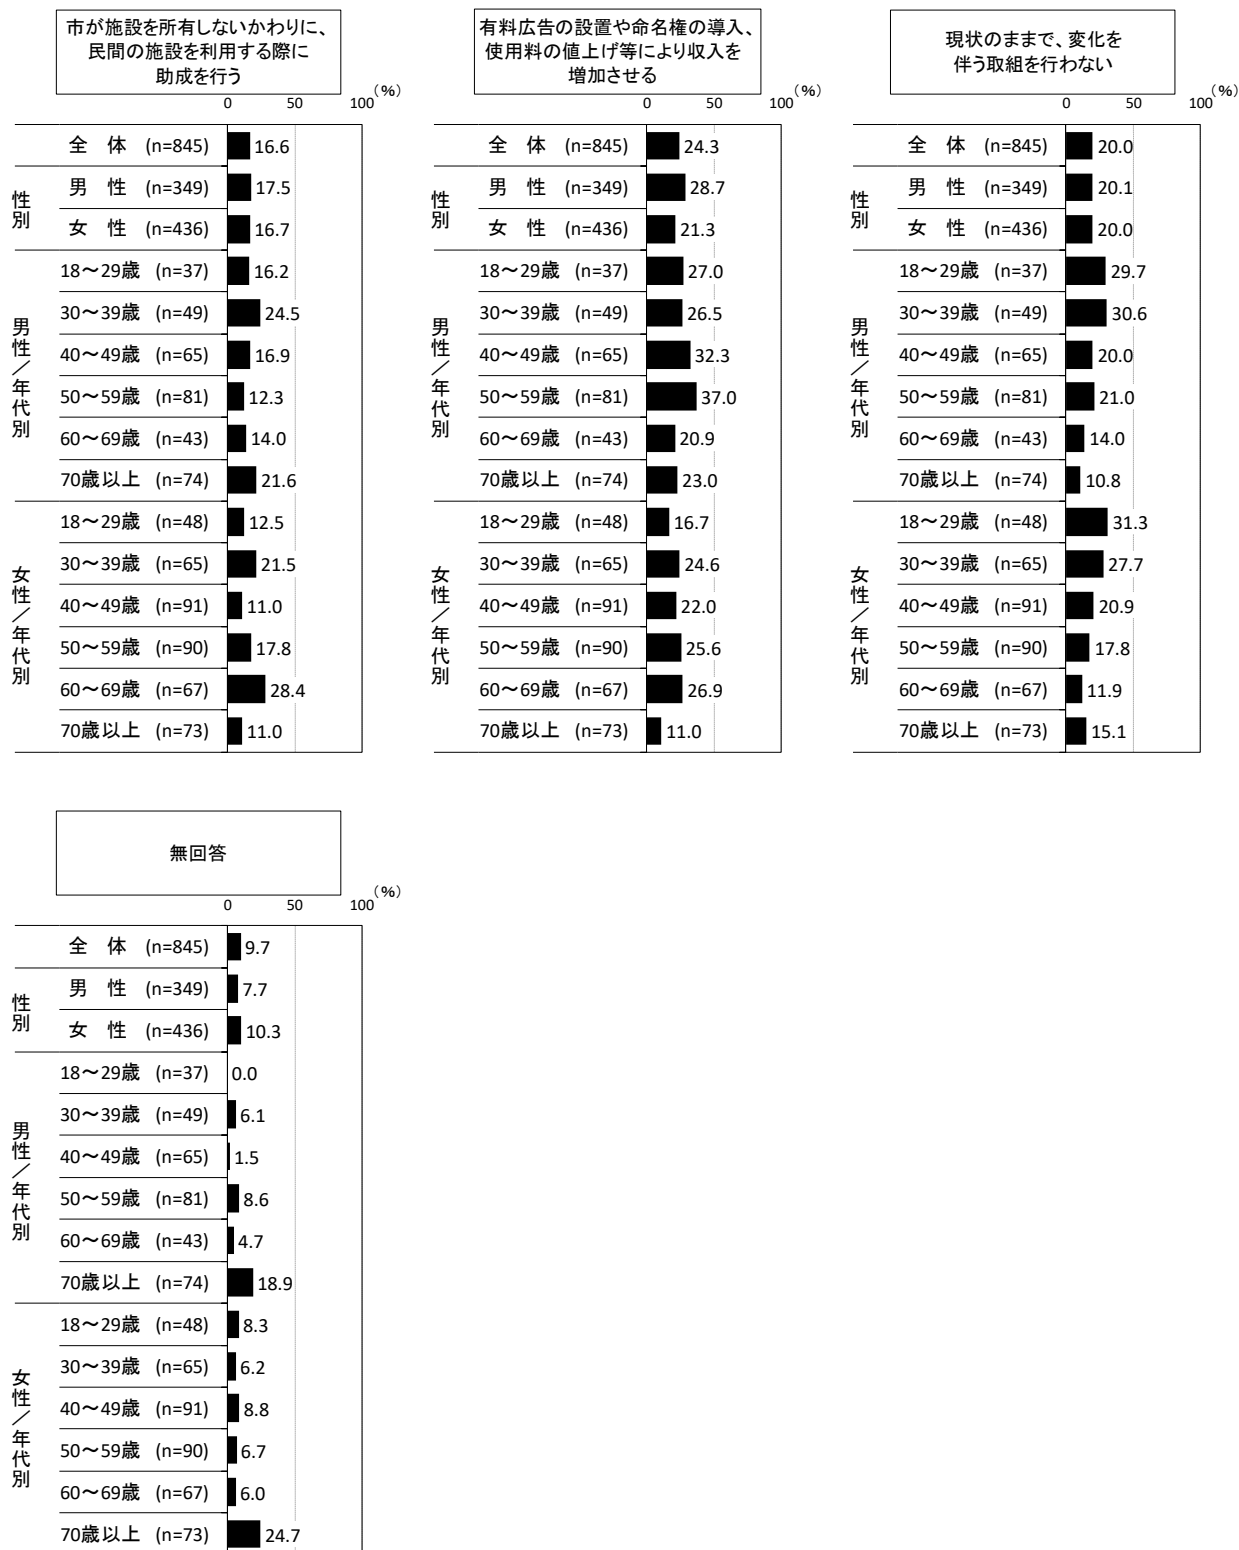 市が施設を所有しないかわりに、
民間の施設を利用する際に
助成を行う
0 50 100 (%)
全 体 (n=845) 16.6
性別
男 性 (n=349) 17.5
女 性 (n=436) 16.7
男性/年代別
18～29歳 (n=37) 16.2
30～39歳 (n=49) 24.5
40～49歳 (n=65) 16.9
50～59歳 (n=81) 12.3
60～69歳 (n=43) 14.0
70歳以上 (n=74) 21.6
女性/年代別
18～29歳 (n=48) 12.5
30～39歳 (n=65) 21.5
40～49歳 (n=91) 11.0
50～59歳 (n=90) 17.8
60～69歳 (n=67) 28.4
70歳以上 (n=73) 11.0
有料広告の設置や命名権の導入、
使用料の値上げ等により収入を
増加させる
0 50 100 (%)
全 体 (n=845) 24.3
性別
男 性 (n=349) 28.7
女 性 (n=436) 21.3
男性/年代別
18～29歳 (n=37) 27.0
30～39歳 (n=49) 26.5
40～49歳 (n=65) 32.3
50～59歳 (n=81) 37.0
60～69歳 (n=43) 20.9
70歳以上 (n=74) 23.0
女性/年代別
18～29歳 (n=48) 16.7
30～39歳 (n=65) 24.6
40～49歳 (n=91) 22.0
50～59歳 (n=90) 25.6
60～69歳 (n=67) 26.9
70歳以上 (n=73) 11.0
現状のままで、変化を
伴う取組を行わない
0 50 100 (%)
全 体 (n=845) 20.0
性別
男 性 (n=349) 20.1
女 性 (n=436) 20.0
男性/年代別
18～29歳 (n=37) 29.7
30～39歳 (n=49) 30.6
40～49歳 (n=65) 20.0
50～59歳 (n=81) 21.0
60～69歳 (n=43) 14.0
70歳以上 (n=74) 10.8
女性/年代別
18～29歳 (n=48) 31.3
30～39歳 (n=65) 27.7
40～49歳 (n=91) 20.9
50～59歳 (n=90) 17.8
60～69歳 (n=67) 11.9
70歳以上 (n=73) 15.1
無回答
0 50 100 (%)
全 体 (n=845) 9.7
性別
男 性 (n=349) 7.7
女 性 (n=436) 10.3
男性/年代別
18～29歳 (n=37) 0.0
30～39歳 (n=49) 6.1
40～49歳 (n=65) 1.5
50～59歳 (n=81) 8.6
60～69歳 (n=43) 4.7
70歳以上 (n=74) 18.9
女性/年代別
18～29歳 (n=48) 8.3
30～39歳 (n=65) 6.2
40～49歳 (n=91) 8.8
50～59歳 (n=90) 6.7
60～69歳 (n=67) 6.0
70歳以上 (n=73) 24.7